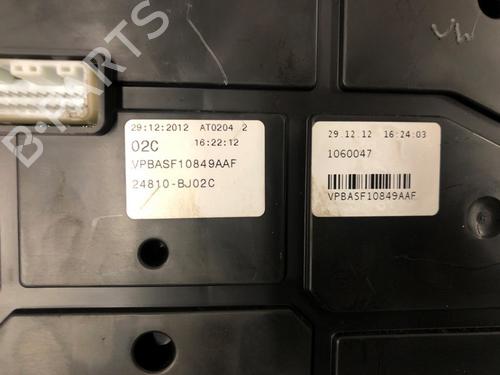 B-PARTS
VW
29:12:2012 AT0204 2
02C 16:22:12
VPBASF10849AAF
24810-BJ02C
29 12 12 16:24:03
1060047
VPBASF10849AAF